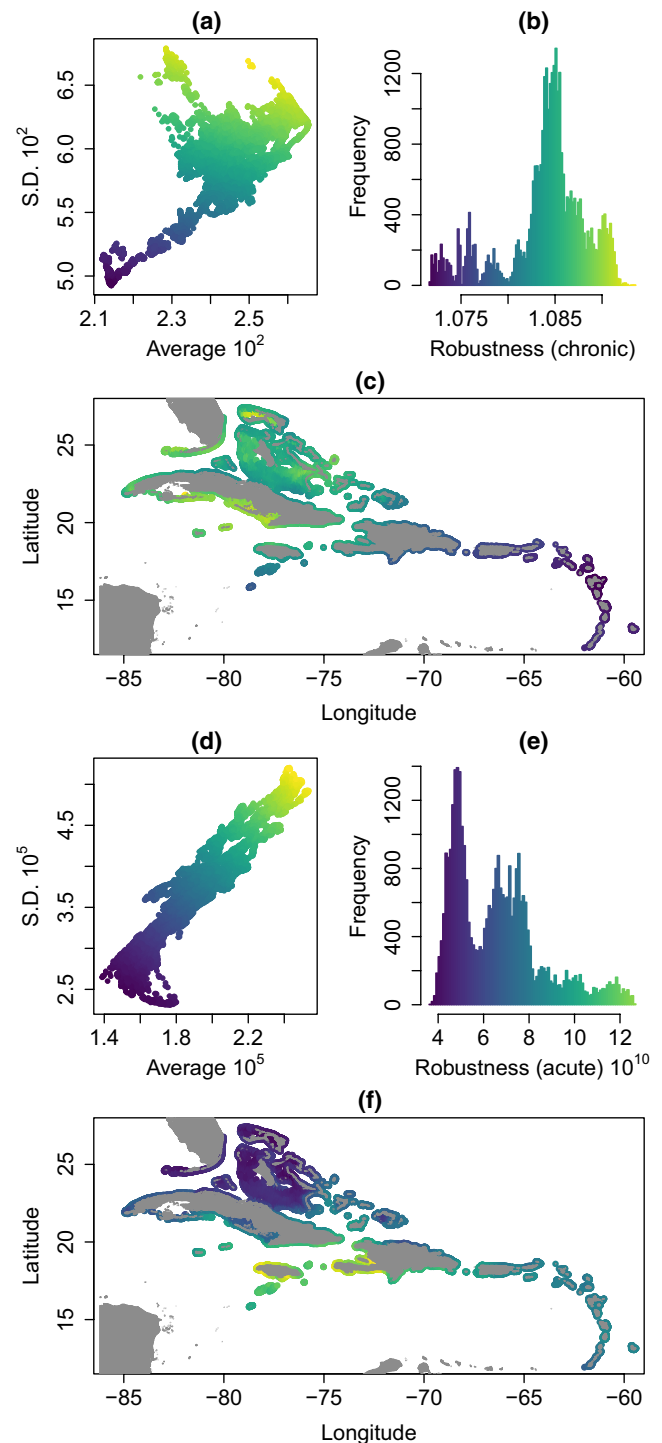 (a)
S.D. 10²
6.5
6.0
5.5
5.0
2.1 2.3 2.5
Average 10²
(b)
Frequency
1200
800
400
0
1.075 1.085
Robustness (chronic)
(c)
Latitude
25
20
15
−85 −80 −75 −70 −65 −60
Longitude
(d)
S.D. 10⁵
4.5
3.5
2.5
1.4 1.8 2.2
Average 10⁵
(e)
Frequency
1200
800
400
0
4 6 8 10 12
Robustness (acute) 10¹⁰
(f)
Latitude
25
20
15
−85 −80 −75 −70 −65 −60
Longitude